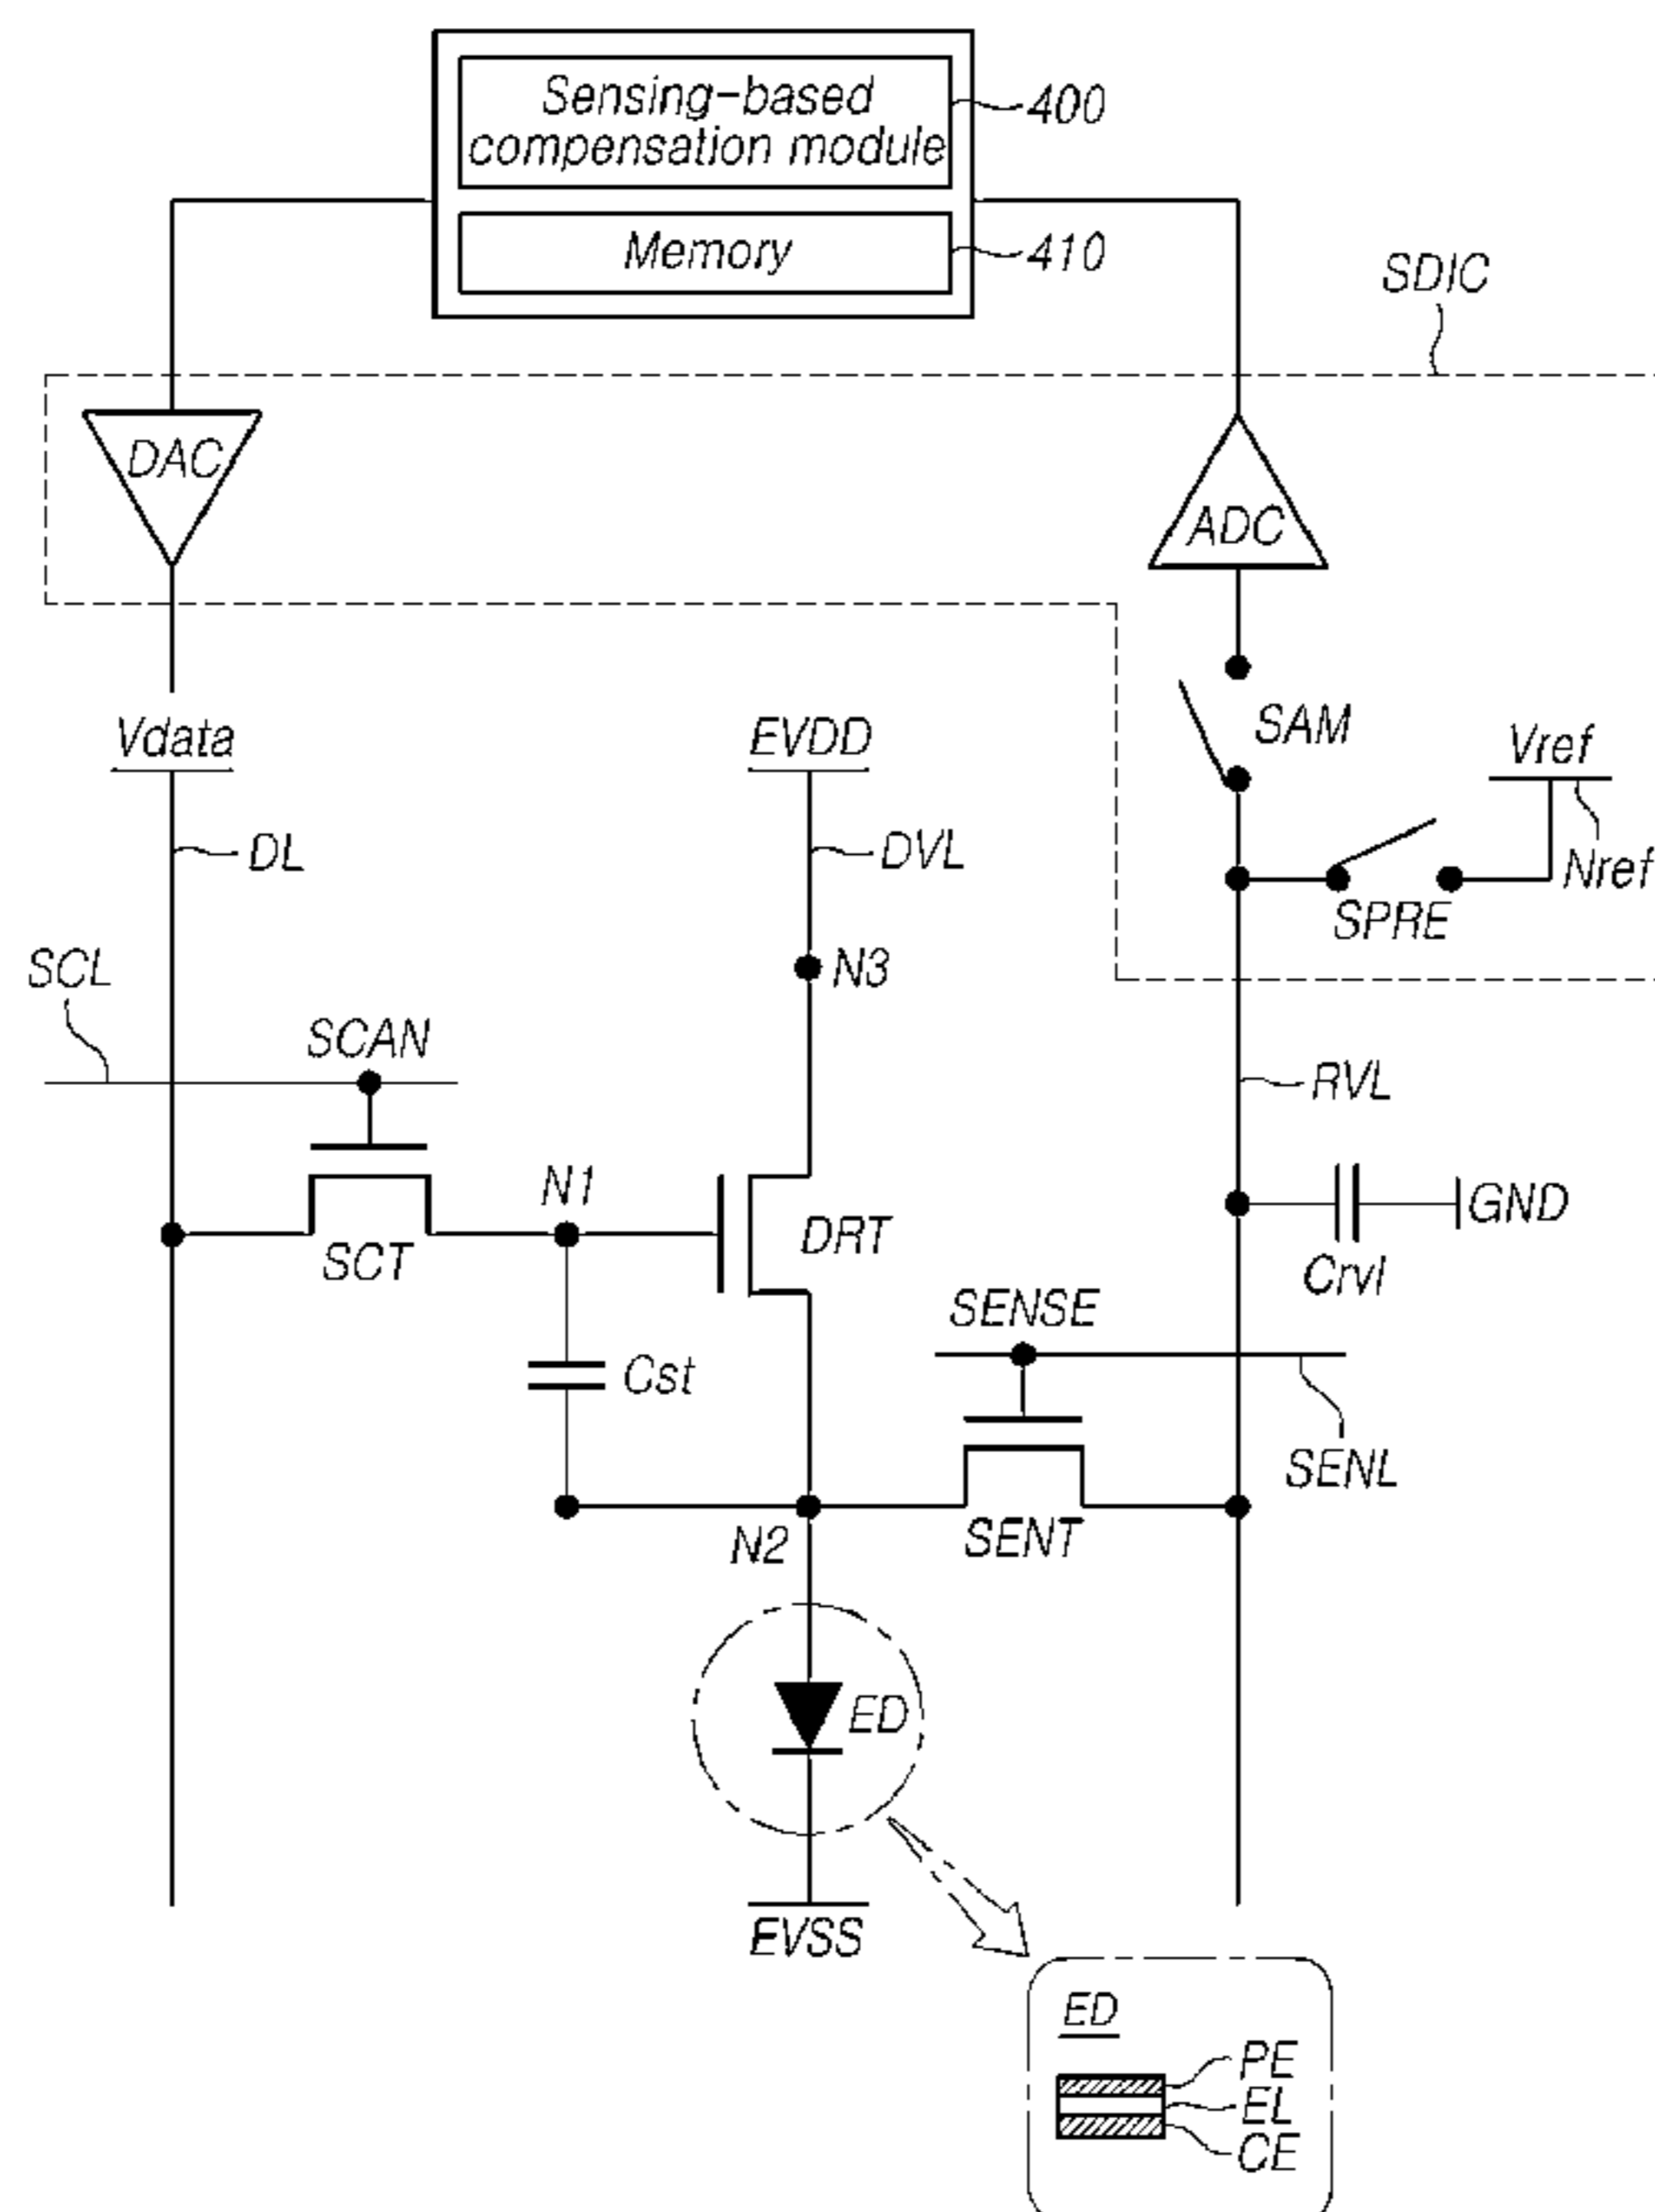 Sensing-based
compensation module
400
Memory
410
SDIC
DAC
ADC
SAM
Vdata
EVDD
Vref
DL
DVL
Nref
SPRE
SCL
N3
SCAN
RVL
N1
DRT
GND
SCT
Crvl
SENSE
Cst
SENL
N2
SENT
ED
EVSS
ED
PE
EL
CE